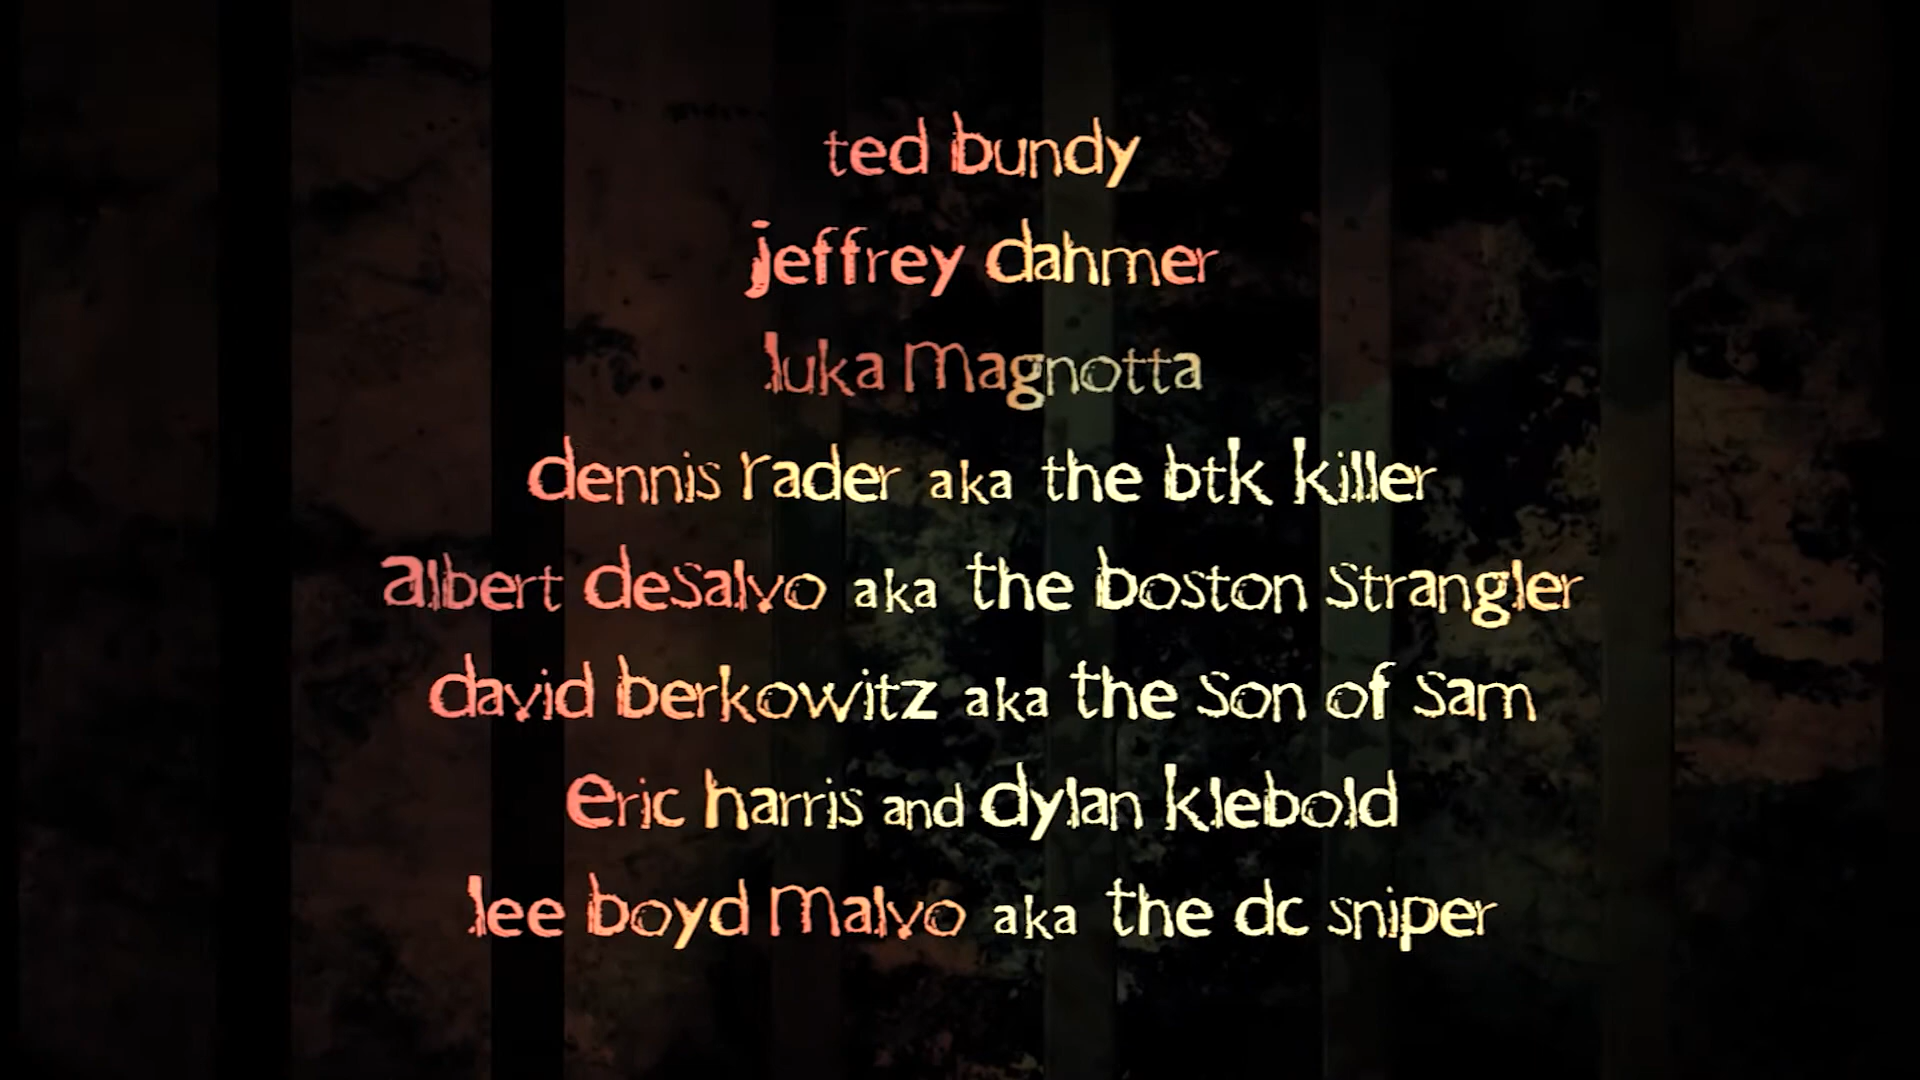 ted bundy
jeffrey dahmer
luka magnotta
dennis rader aka the btk killer
albert desalvo aka the boston strangler
david berkowitz aka the son of sam
eric harris and dylan klebold
lee boyd malvo aka the dc sniper